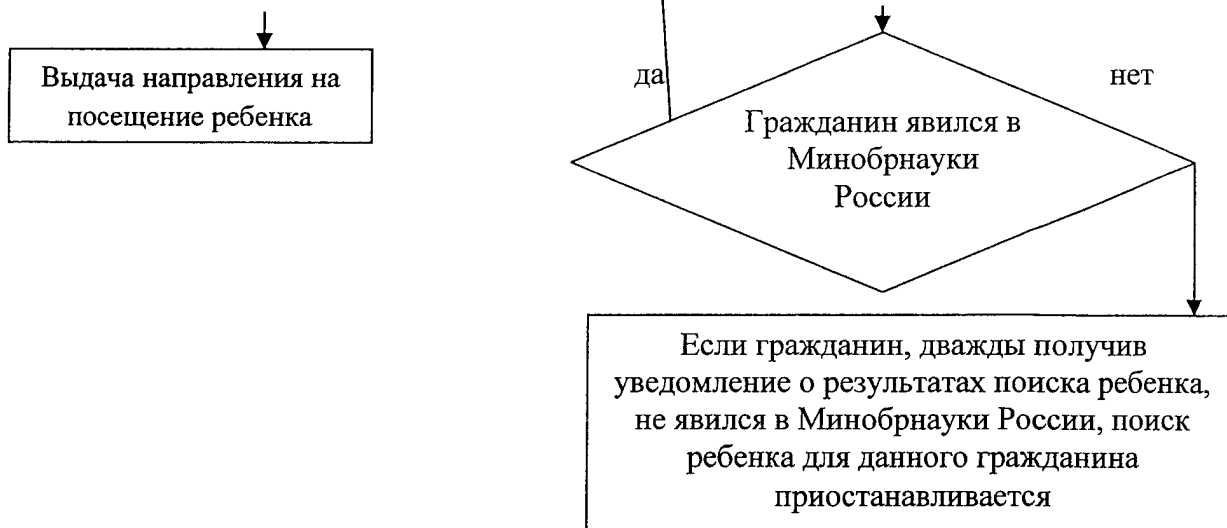 Выдача направления на
посещение ребенка
да
нет
Гражданин явился в
Минобрнауки
России
Если гражданин, дважды получив
уведомление о результатах поиска ребенка,
не явился в Минобрнауки России, поиск
ребенка для данного гражданина
приостанавливается